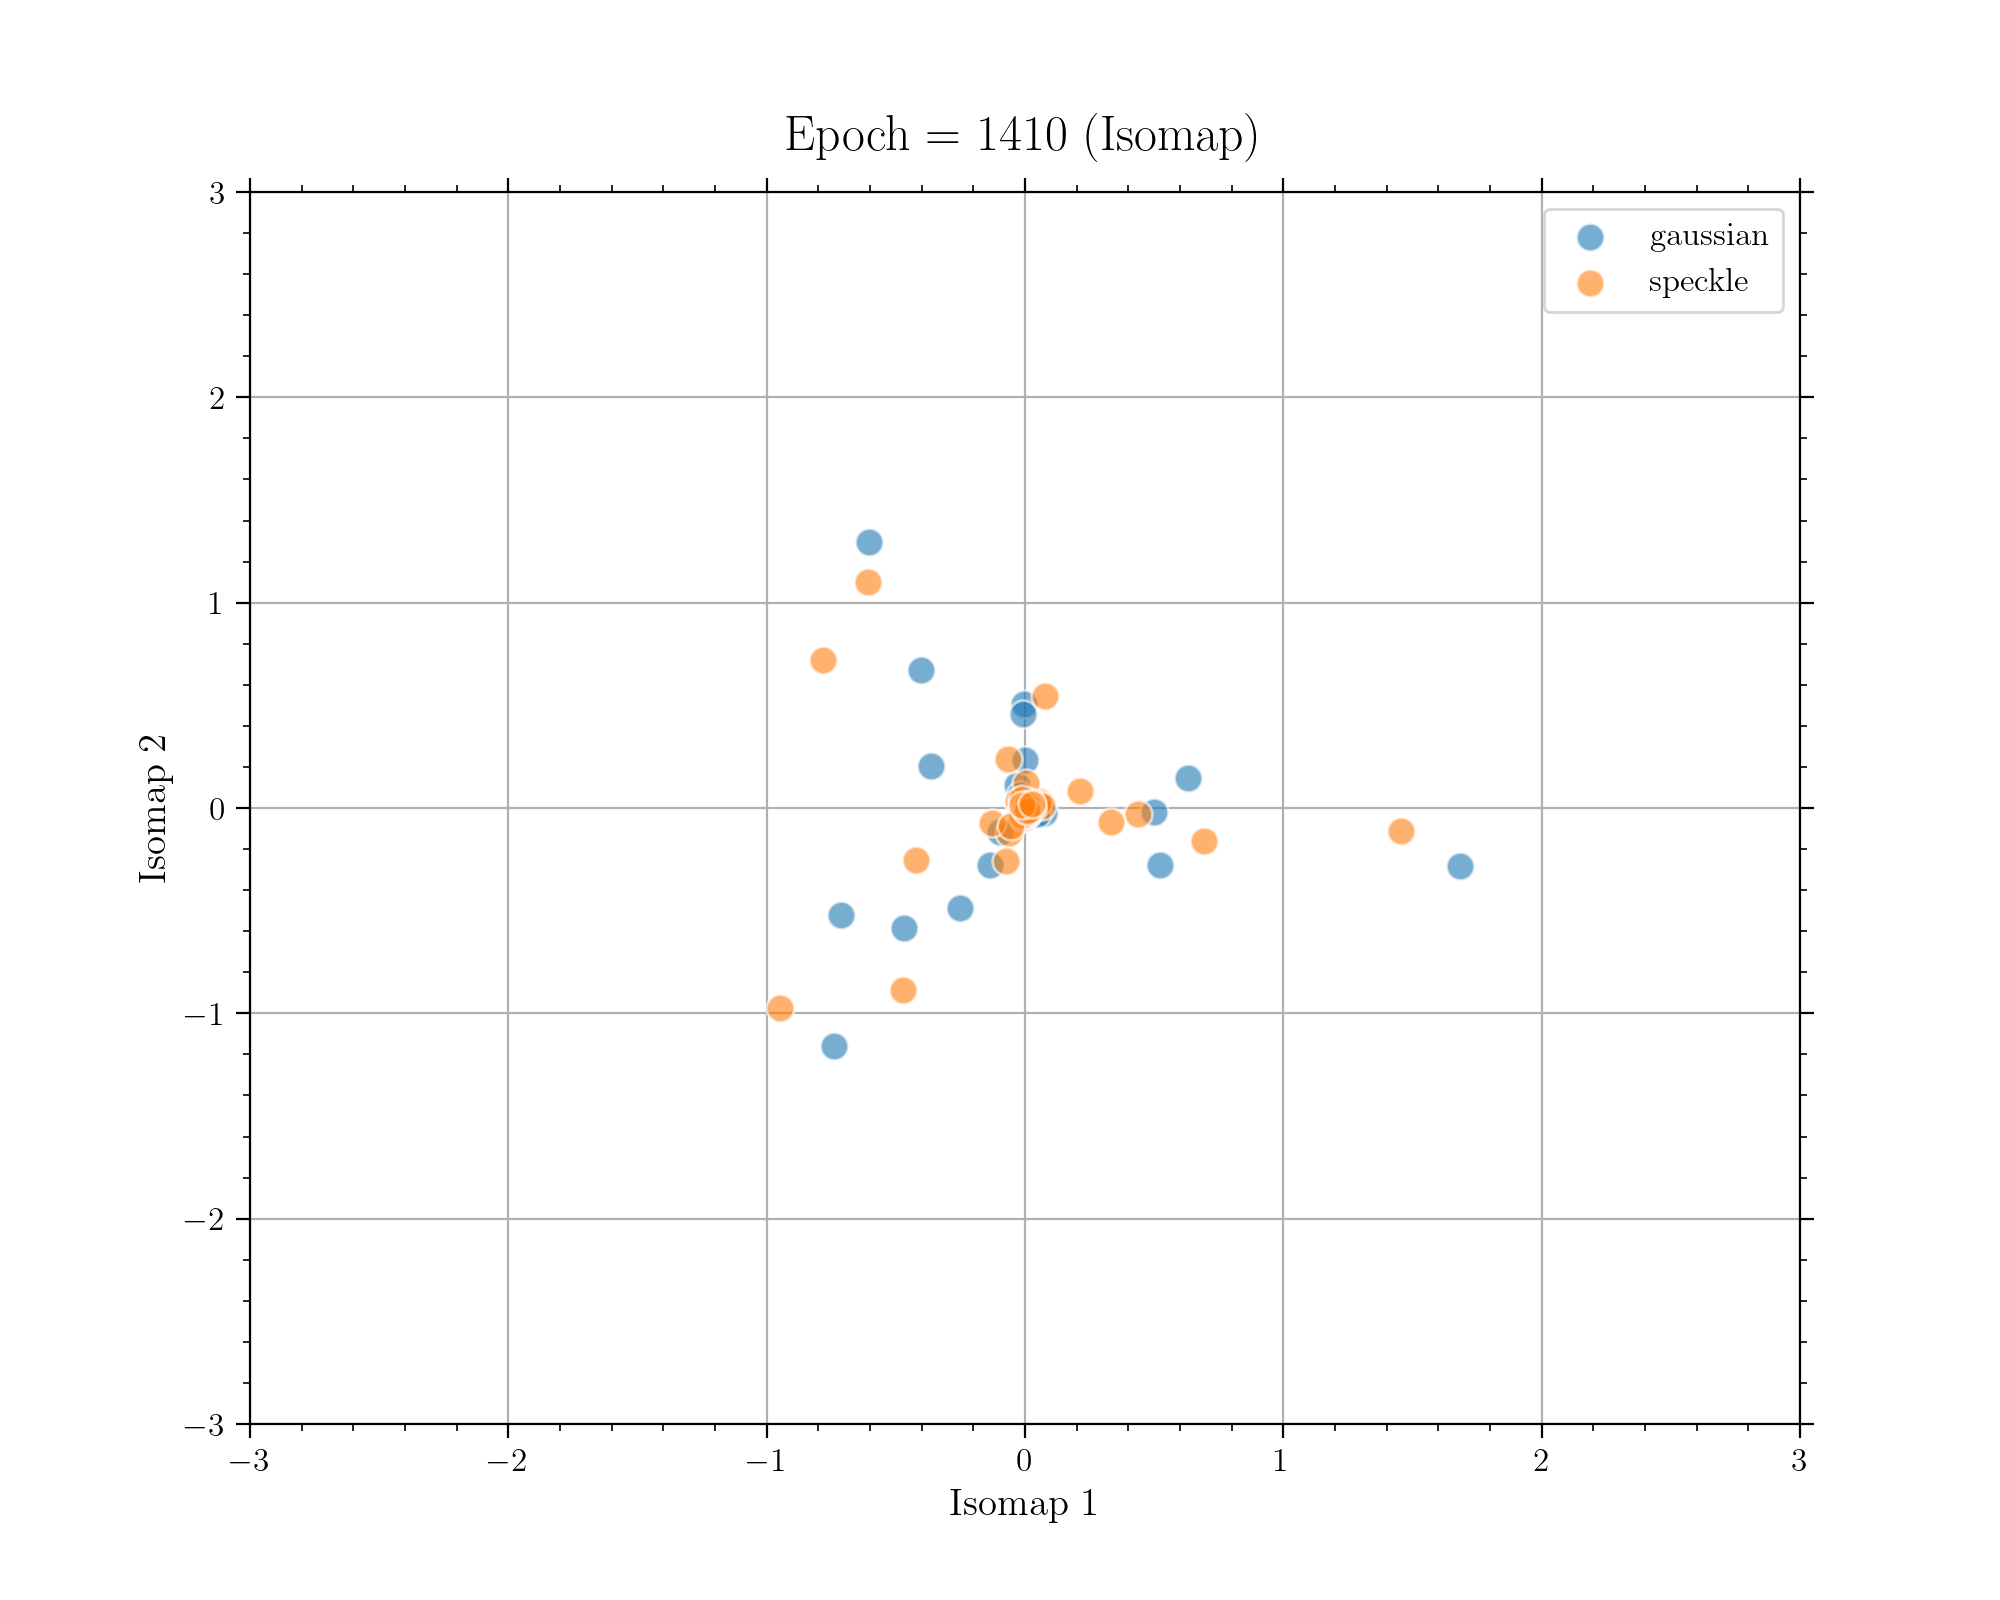 Epoch = 1410 (Isomap)
gaussian
speckle
3
2
1
0
−1
−2
−3
Isomap 2
−3
−2
−1
0
1
2
3
Isomap 1